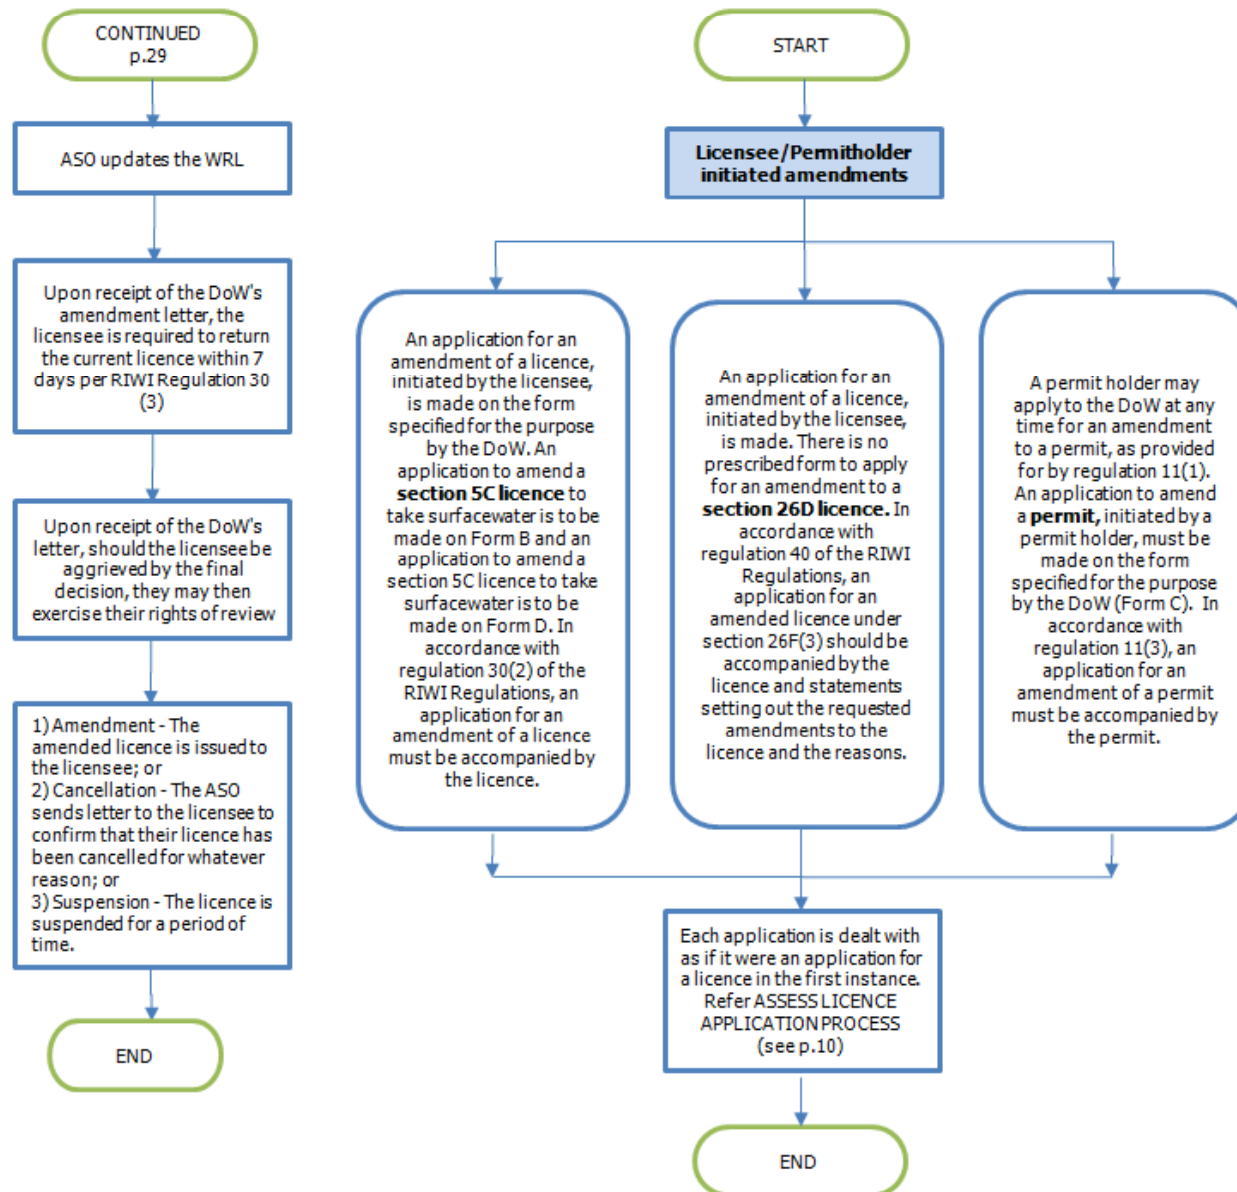 CONTINUED
p.29
ASO updates the WRL
Upon receipt of the DoW's
amendment letter, the
licensee is required to return
the current licence within 7
days per RIWI Regulation 30
(3)
Upon receipt of the DoW's
letter, should the licensee be
aggrieved by the final
decision, they may then
exercise their rights of review
1) Amendment - The
amended licence is issued to
the licensee; or
2) Cancellation - The ASO
sends letter to the licensee to
confirm that their licence has
been cancelled for whatever
reason; or
3) Suspension - The licence is
suspended for a period of
time.
END
START
Licensee/Permitholder
initiated amendments
An application for an
amendment of a licence,
initiated by the licensee,
is made on the form
specified for the purpose
by the DoW. An
application to amend a
section 5C licence to
take surfacewater is to be
made on Form B and an
application to amend a
section 5C licence to take
surfacewater is to be
made on Form D. In
accordance with
regulation 30(2) of the
RIWI Regulations, an
application for an
amendment of a licence
must be accompanied by
the licence.
An application for an
amendment of a licence,
initiated by the licensee,
is made. There is no
prescribed form to apply
for an amendment to a
section 26D licence. In
accordance with
regulation 40 of the RIWI
Regulations, an
application for an
amended licence under
section 26F(3) should be
accompanied by the
licence and statements
setting out the requested
amendments to the
licence and the reasons.
A permit holder may
apply to the DoW at any
time for an amendment
to a permit, as provided
for by regulation 11(1).
An application to amend
a permit, initiated by a
permit holder, must be
made on the form
specified for the purpose
by the DoW (Form C). In
accordance with
regulation 11(3), an
application for an
amendment of a permit
must be accompanied by
the permit.
Each application is dealt with
as if it were an application for
a licence in the first instance.
Refer ASSESS LICENCE
APPLICATION PROCESS
(see p.10)
END